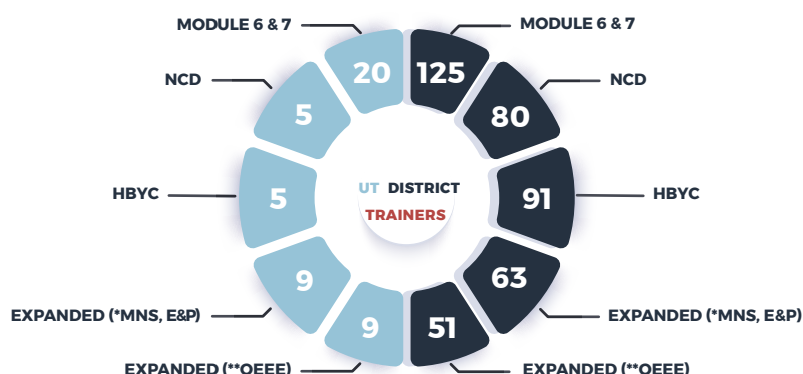 MODULE 6 & 7
MODULE 6 & 7
20
125
NCD
NCD
5
80
HBYC
5
UT DISTRICT
TRAINERS
91
HBYC
9
63
EXPANDED (*MNS, E&P)
EXPANDED (*MNS, E&P)
9
51
EXPANDED (**OEEE)
EXPANDED (**OEEE)